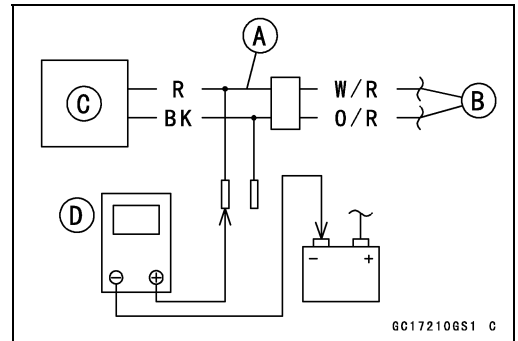 A
R W/R
C B
BK O/R
D
- +
- +
GC17210GS1 C